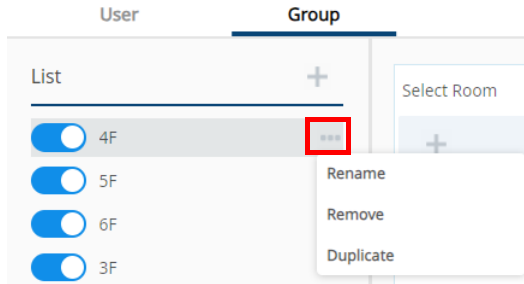 User
Group
List
Select Room
4F
Rename
5F
Remove
6F
Duplicate
3F